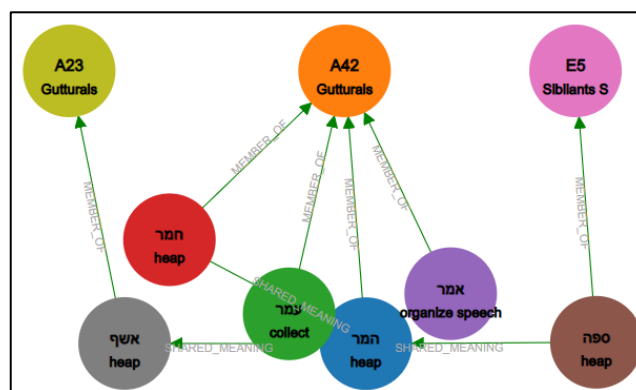 A23
Gutturals
A42
Gutturals
E5
Sibliants S
MEMBER_OF
MEMBER_OF
MEMBER_OF
MEMBER_OF
MEMBER_OF
MEMBER_OF
חמר
heap
SHARED_MEANING
אמר
organize speech
עמר
collect
המר
heap
אשף
heap
ספה
heap
SHARED_MEANING
SHARED_MEANING